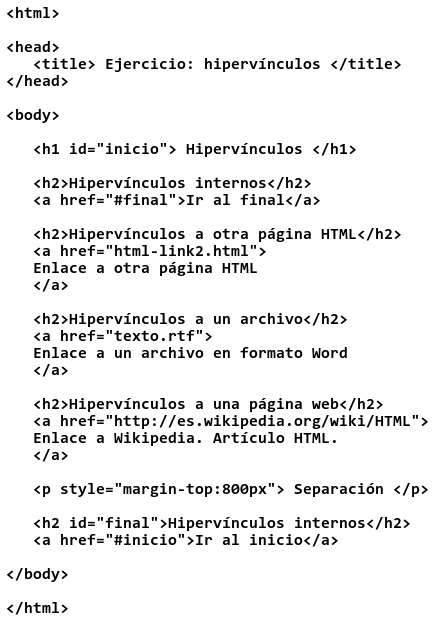 <html>
<head>
<title> Ejercicio: hipervínculos </title>
</head>
<body>
<h1 id="inicio"> Hipervínculos </h1>
<h2>Hipervínculos internos</h2>
<a href="#final">Ir al final</a>
<h2>Hipervínculos a otra página HTML</h2>
<a href="html-link2.html">
Enlace a otra página HTML
</a>
<h2>Hipervínculos a un archivo</h2>
<a href="texto.rtf">
Enlace a un archivo en formato Word
</a>
<h2>Hipervínculos a una página web</h2>
<a href="http://es.wikipedia.org/wiki/HTML">
Enlace a Wikipedia. Artículo HTML.
</a>
<p style="margin-top:800px"> Separación </p>
<h2 id="final">Hipervínculos internos</h2>
<a href="#inicio">Ir al inicio</a>
</body>
</html>